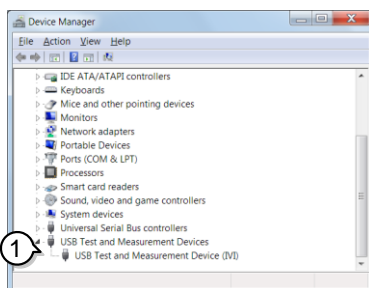 Device Manager
File Action View Help
IDE ATA/ATAPI controllers
Keyboards
Mice and other pointing devices
Monitors
Network adapters
Portable Devices
Ports (COM & LPT)
Processors
Smart card readers
Sound, video and game controllers
System devices
Universal Serial Bus controllers
1
USB Test and Measurement Devices
USB Test and Measurement Device (IVI)